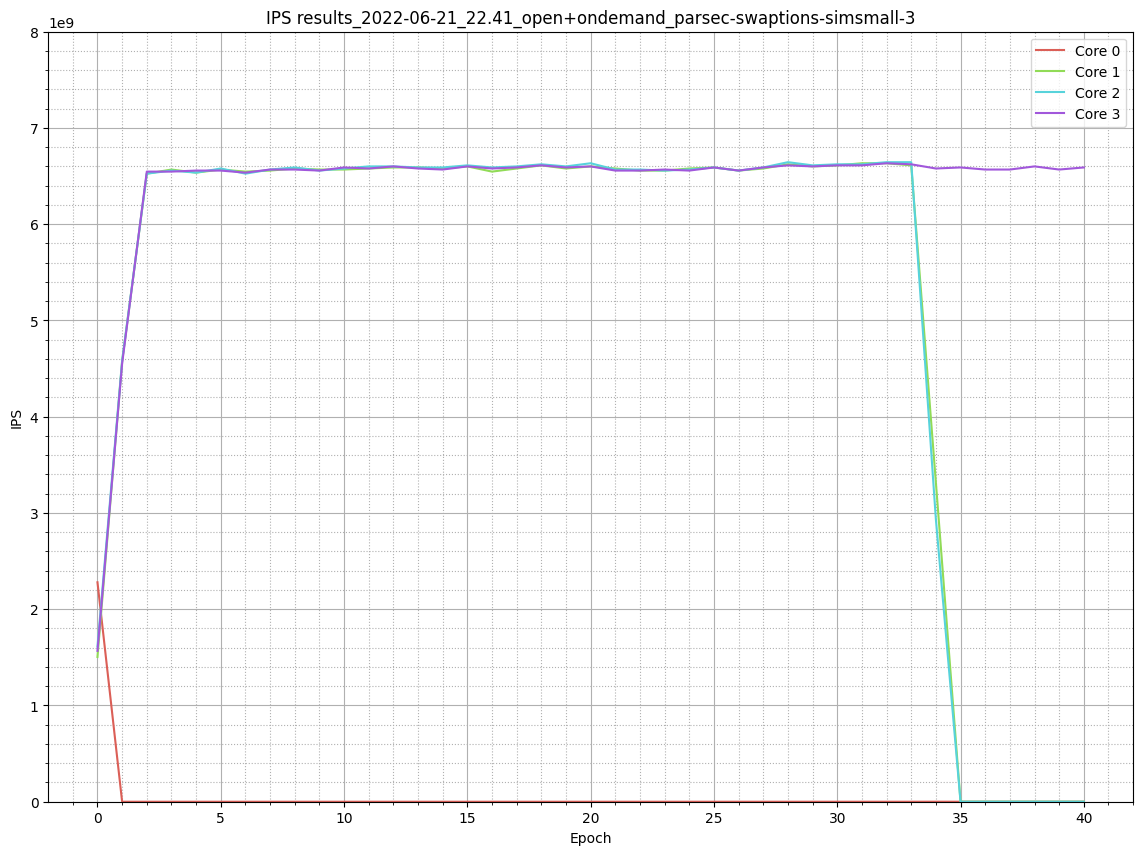 IPS results_2022-06-21_22.41_open+ondemand_parsec-swaptions-simsmall-3
1e9
8
7
6
5
4
3
2
1
0
IPS
Core 0
Core 1
Core 2
Core 3
0 5 10 15 20 25 30 35 40
Epoch